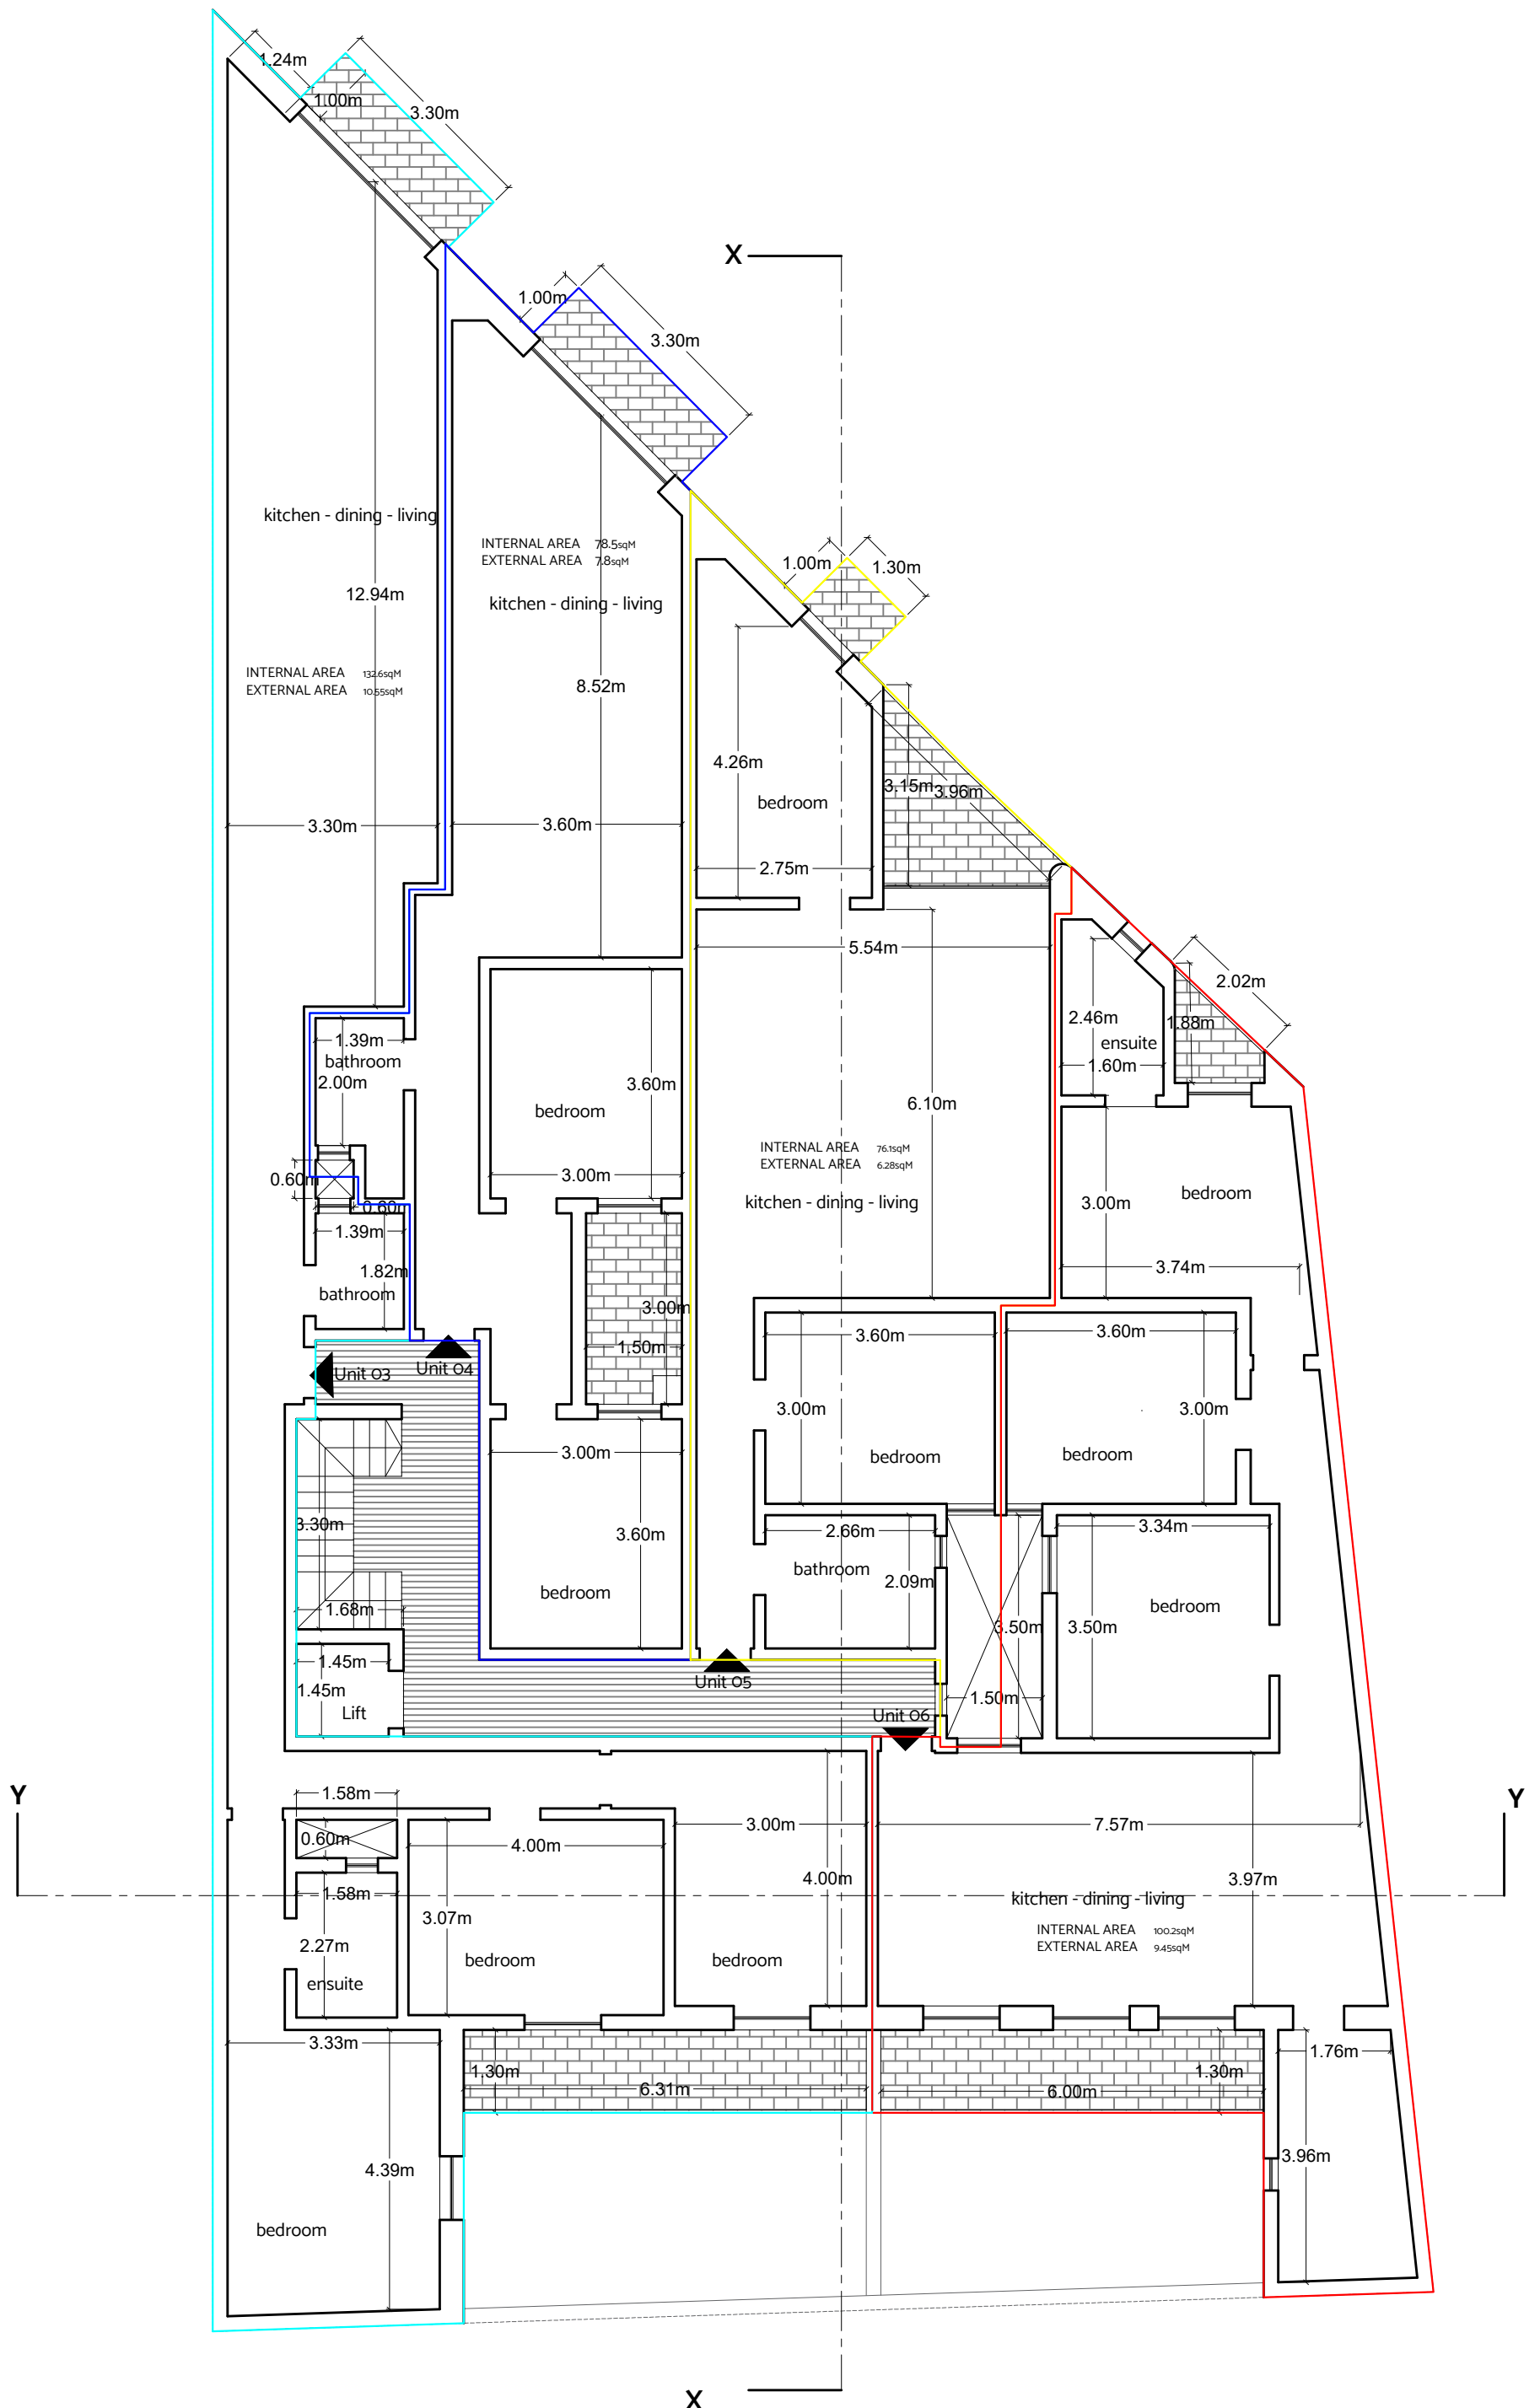 1.24m
1.00m
3.30m
X
1.00m
3.30m
kitchen - dining - living
INTERNAL AREA 78.5sqM
EXTERNAL AREA 7.8sqM
1.00m
1.30m
12.94m
kitchen - dining - living
INTERNAL AREA 132.6sqM
EXTERNAL AREA 10.55sqM
8.52m
4.26m
3.15m
3.96m
bedroom
3.30m
3.60m
2.75m
5.54m
2.02m
2.46m
1.88m
ensuite
1.39m
bathroom
1.60m
2.00m
3.60m
bedroom
6.10m
INTERNAL AREA 76.1sqM
EXTERNAL AREA 6.28sqM
0.60m
3.00m
kitchen - dining - living
3.00m
bedroom
0.60m
1.39m
1.82m
3.74m
bathroom
3.00m
1.50m
3.60m
3.60m
Unit 03
Unit 04
3.00m
3.00m
3.00m
bedroom
bedroom
3.30m
3.60m
2.66m
3.34m
bathroom
2.09m
bedroom
bedroom
1.68m
3.50m
3.50m
1.45m
1.45m
Unit 05
1.50m
Lift
Unit 06
Y
Y
1.58m
3.00m
7.57m
0.60m
4.00m
4.00m
3.97m
1.58m
kitchen - dining - living
3.07m
INTERNAL AREA 100.2sqM
EXTERNAL AREA 9.45sqM
2.27m
bedroom
bedroom
ensuite
3.33m
1.76m
1.30m
1.30m
6.31m
6.00m
3.96m
4.39m
bedroom
X